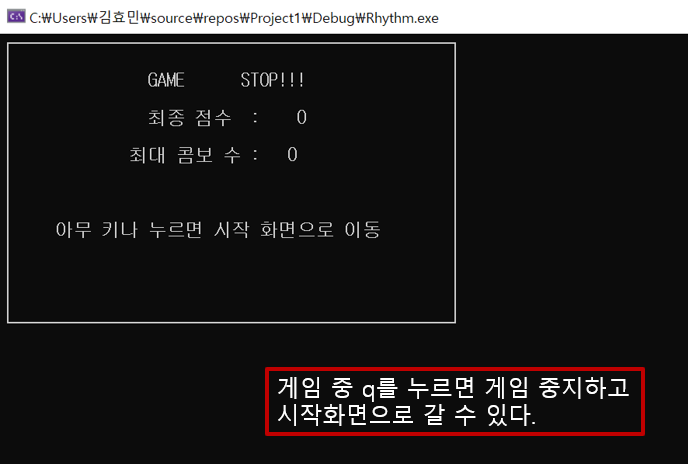 C:\Users\김효민\source\repos\Project1\Debug\Rhythm.exe
GAME STOP!!!
최종 점수 : 0
최대 콤보 수 : 0
아무 키나 누르면 시작 화면으로 이동
게임 중 q를 누르면 게임 중지하고
시작화면으로 갈 수 있다.